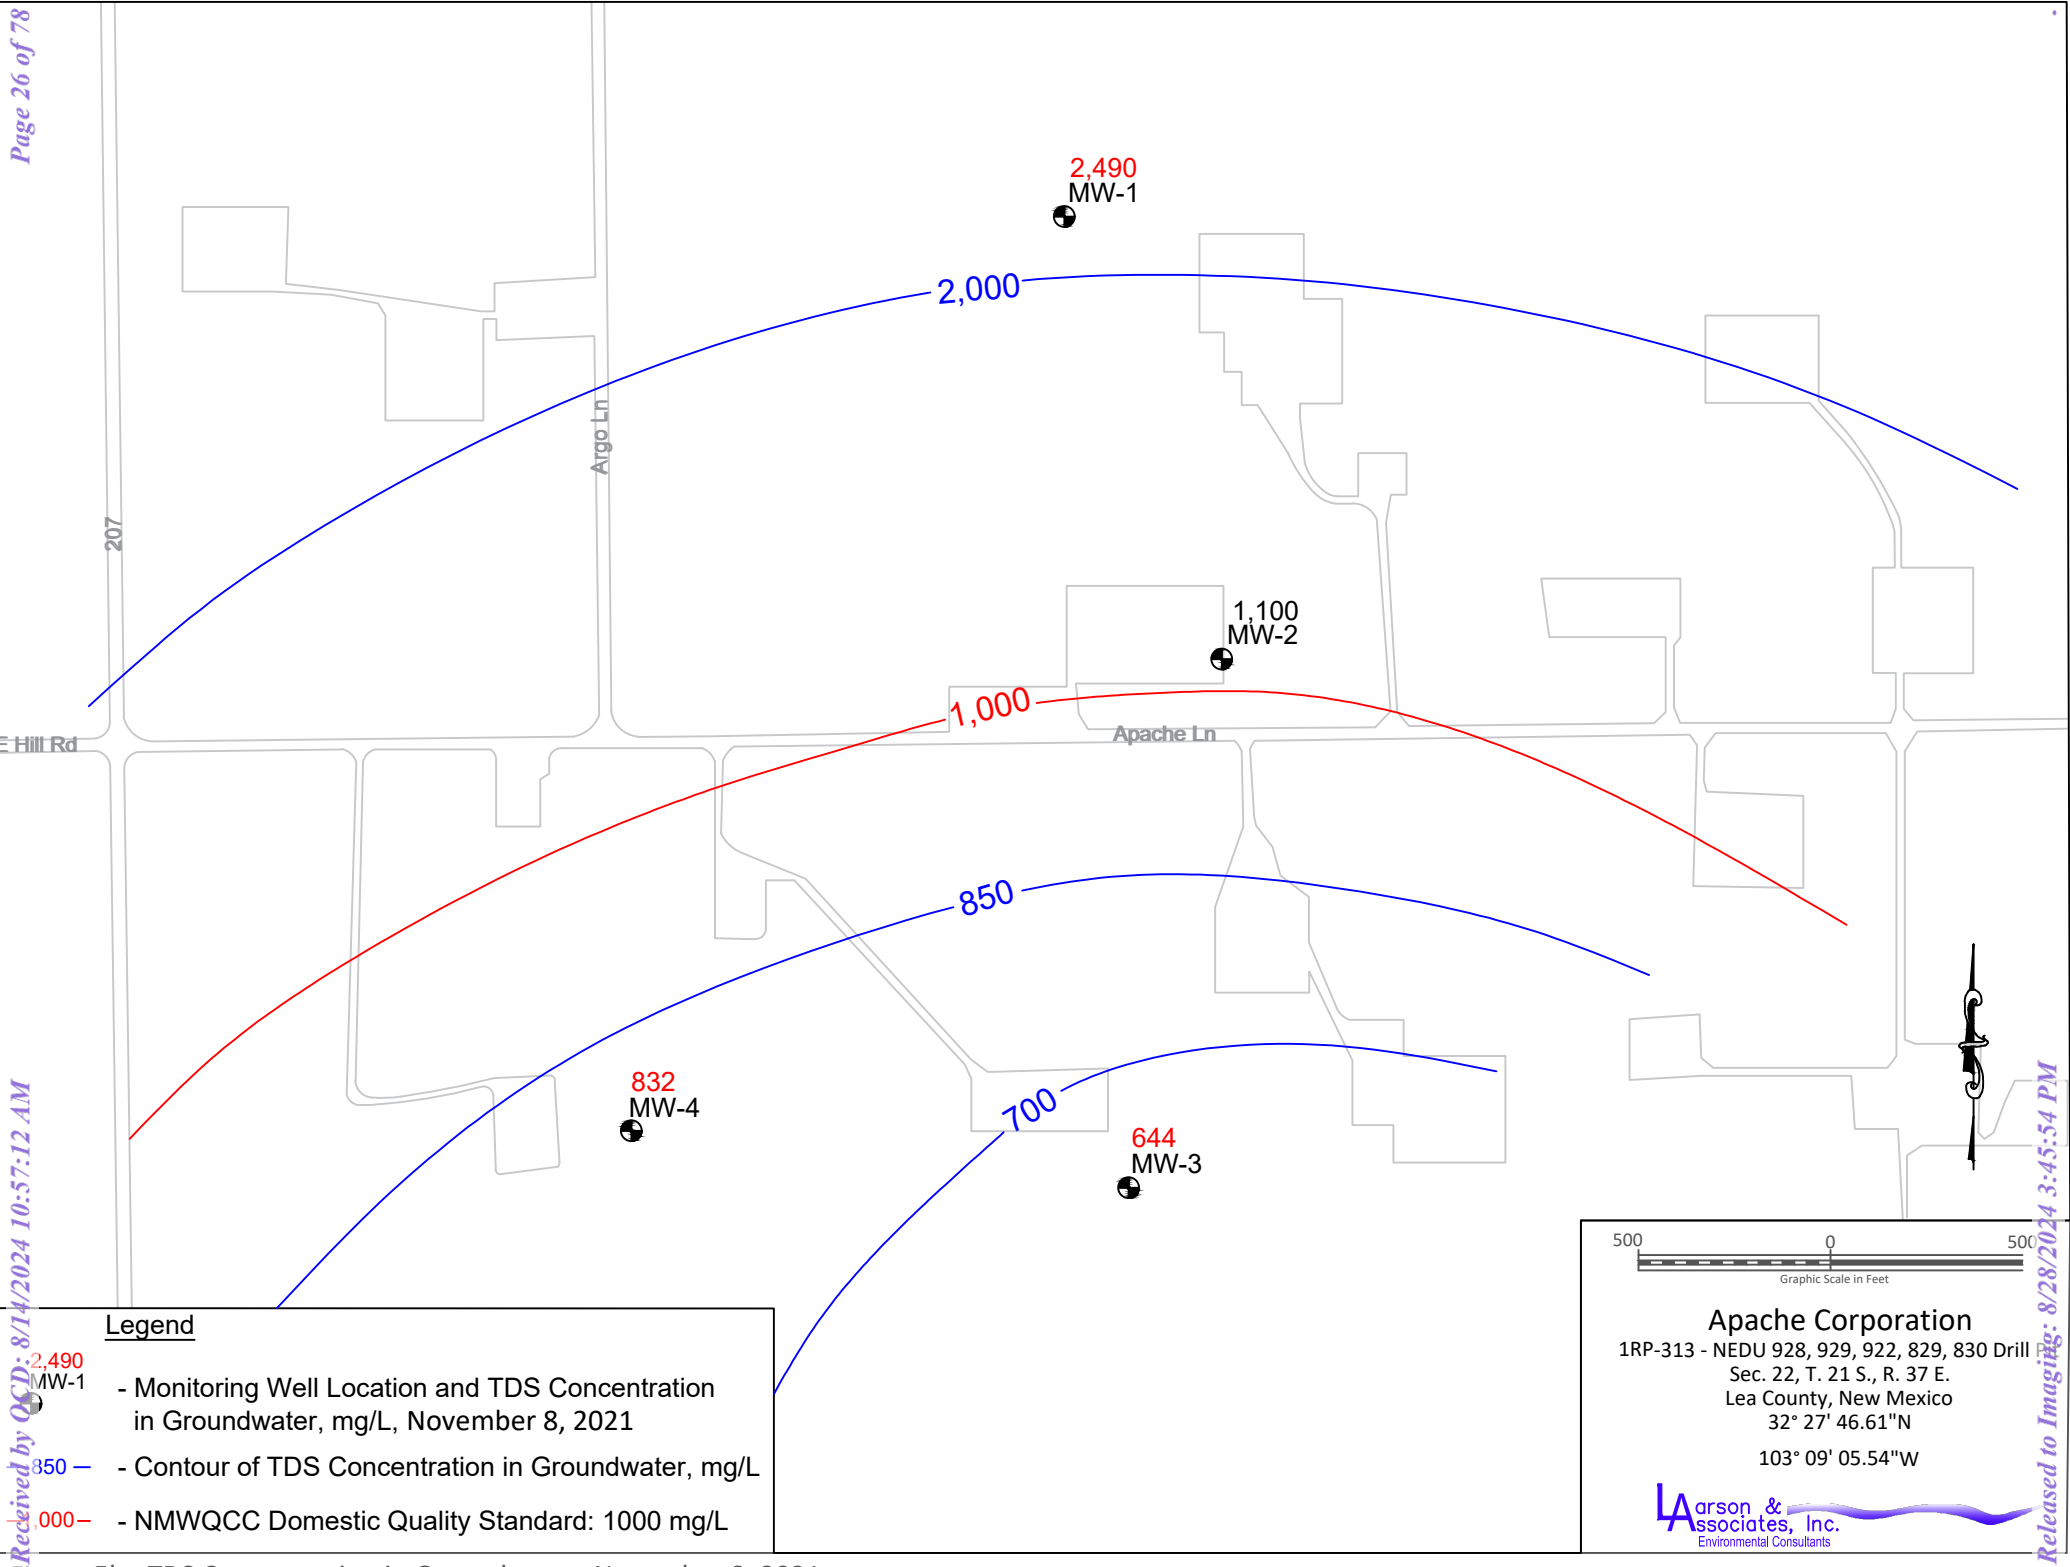 Page 26 of 78
2,490
MW-1
2,000
Argo Ln
207
1,100
MW-2
1,000
E Hill Rd
Apache Ln
850
832
MW-4
700
644
MW-3
500 0 500
Graphic Scale in Feet
Apache Corporation
1RP-313 - NEDU 928, 929, 922, 829, 830 Drill
Sec. 22, T. 21 S., R. 37 E.
Lea County, New Mexico
32° 27' 46.61"N
103° 09' 05.54"W
Larson &
Associates, Inc.
Environmental Consultants
Legend
2,490
MW-1
- Monitoring Well Location and TDS Concentration
in Groundwater, mg/L, November 8, 2021
850
- Contour of TDS Concentration in Groundwater, mg/L
,000
- NMWQCC Domestic Quality Standard: 1000 mg/L
Received by OCD: 8/14/2024 10:57:12 AM
Released to Imaging: 8/28/2024 3:45:54 PM